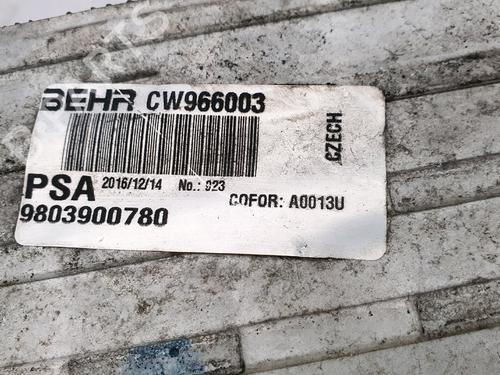 BEHR CW966003
CZECH
PSA 2016/12/14 No.: 923
COFOR: A0013U
9803900780